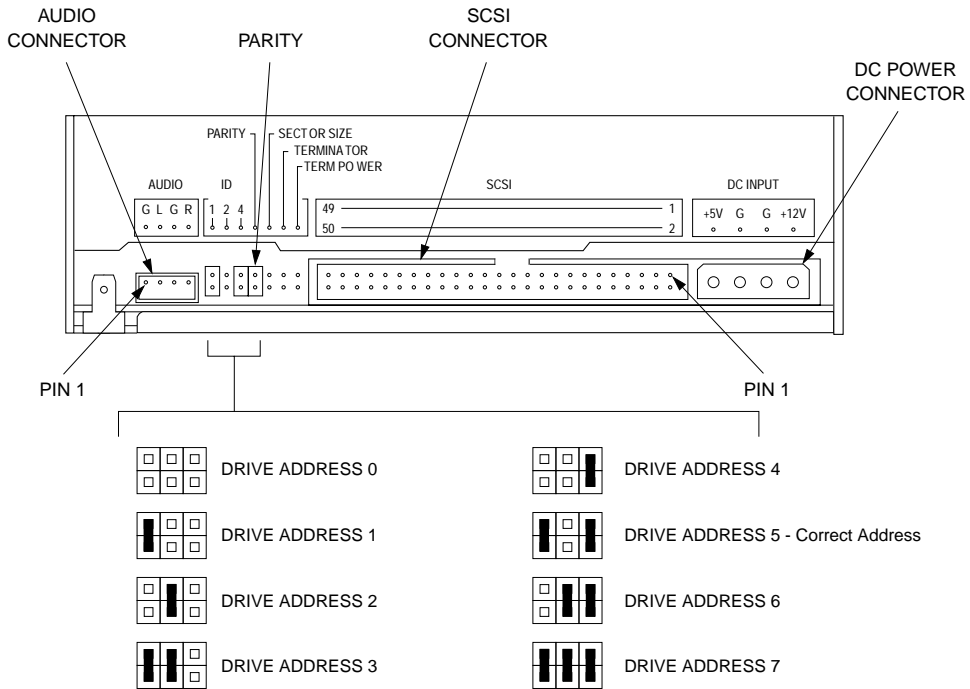 AUDIO
CONNECTOR
PARITY
SCSI
CONNECTOR
DC POWER
CONNECTOR
PARITY
SECTOR SIZE
TERMINATOR
TERM POWER
AUDIO
ID
SCSI
DC INPUT
G L G R
1 2 4
49 1
50 2
+5V G G +12V
PIN 1
PIN 1
DRIVE ADDRESS 0
DRIVE ADDRESS 4
DRIVE ADDRESS 1
DRIVE ADDRESS 5 - Correct Address
DRIVE ADDRESS 2
DRIVE ADDRESS 6
DRIVE ADDRESS 3
DRIVE ADDRESS 7